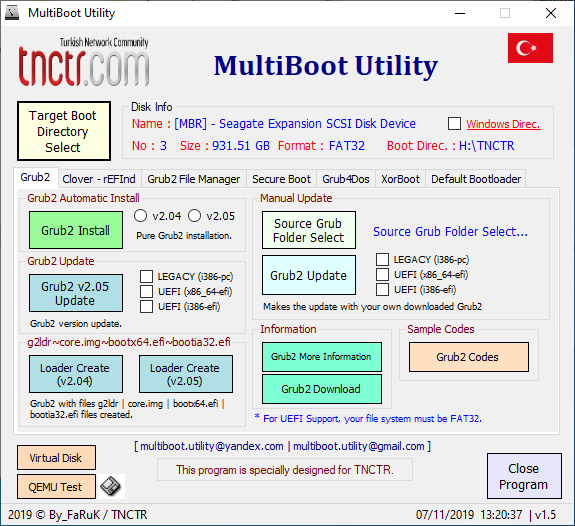 MultiBoot Utility
Turkish Network Community
tnctr.com
MultiBoot Utility
Target Boot
Directory
Select
Disk Info
Name : [MBR] - Seagate Expansion SCSI Disk Device
Windows Direc.
No : 3 Size : 931.51 GB Format : FAT32 Boot Direc. : H:\TNCTR
Grub2 Clover - rEFInd Grub2 File Manager Secure Boot Grub4Dos XorBoot Default Bootloader
Grub2 Automatic Install
Grub2 Install
v2.04 v2.05
Pure Grub2 installation.
Grub2 Update
Grub2 v2.05
Update
LEGACY (i386-pc)
UEFI (x86_64-efi)
UEFI (i386-efi)
Grub2 version update.
g2ldr~core.img~bootx64.efi~bootia32.efi
Loader Create
(v2.04)
Loader Create
(v2.05)
Grub2 with files g2ldr | core.img | bootx64.efi |
bootia32.efi files created.
Manual Update
Source Grub
Folder Select
Source Grub Folder Select...
Grub2 Update
LEGACY (i386-pc)
UEFI (x86_64-efi)
UEFI (i386-efi)
Makes the update with your own downloaded Grub2
Information
Grub2 More Information
Grub2 Download
Sample Codes
Grub2 Codes
* For UEFI Support, your file system must be FAT32.
Virtual Disk
QEMU Test
[ multiboot.utility@yandex.com | multiboot.utility@gmail.com ]
This program is specially designed for TNCTR.
Close
Program
2019 © By_FaRuK / TNCTR
07/11/2019 13:20:37 | v1.5